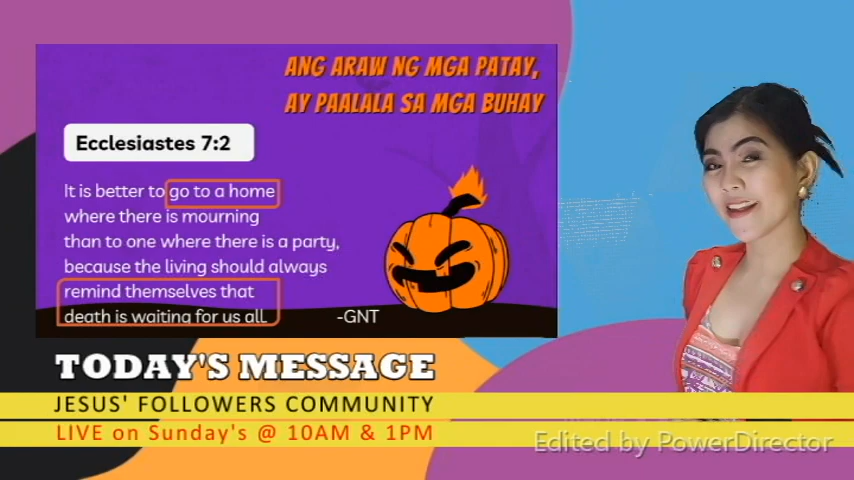 ANG ARAW NG MGA PATAY,
AY PAALALA SA MGA BUHAY
Ecclesiastes 7:2
It is better to go to a home
where there is mourning
than to one where there is a party,
because the living should always
remind themselves that
death is waiting for us all.
-GNT
TODAY'S MESSAGE
JESUS' FOLLOWERS COMMUNITY
LIVE on Sunday's @ 10AM & 1PM
Edited by PowerDirector